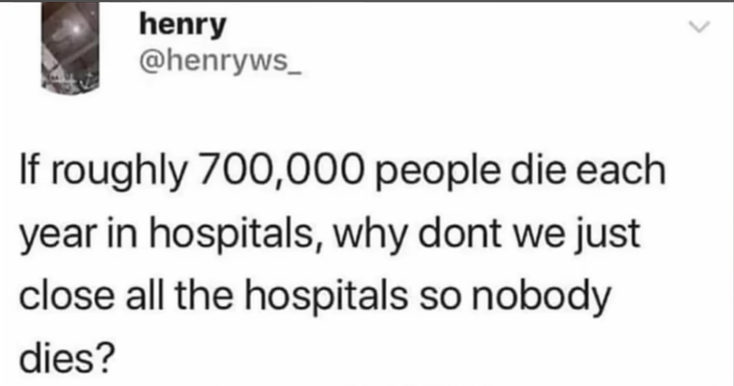 henry
@henryws_
If roughly 700,000 people die each
year in hospitals, why dont we just
close all the hospitals so nobody
dies?